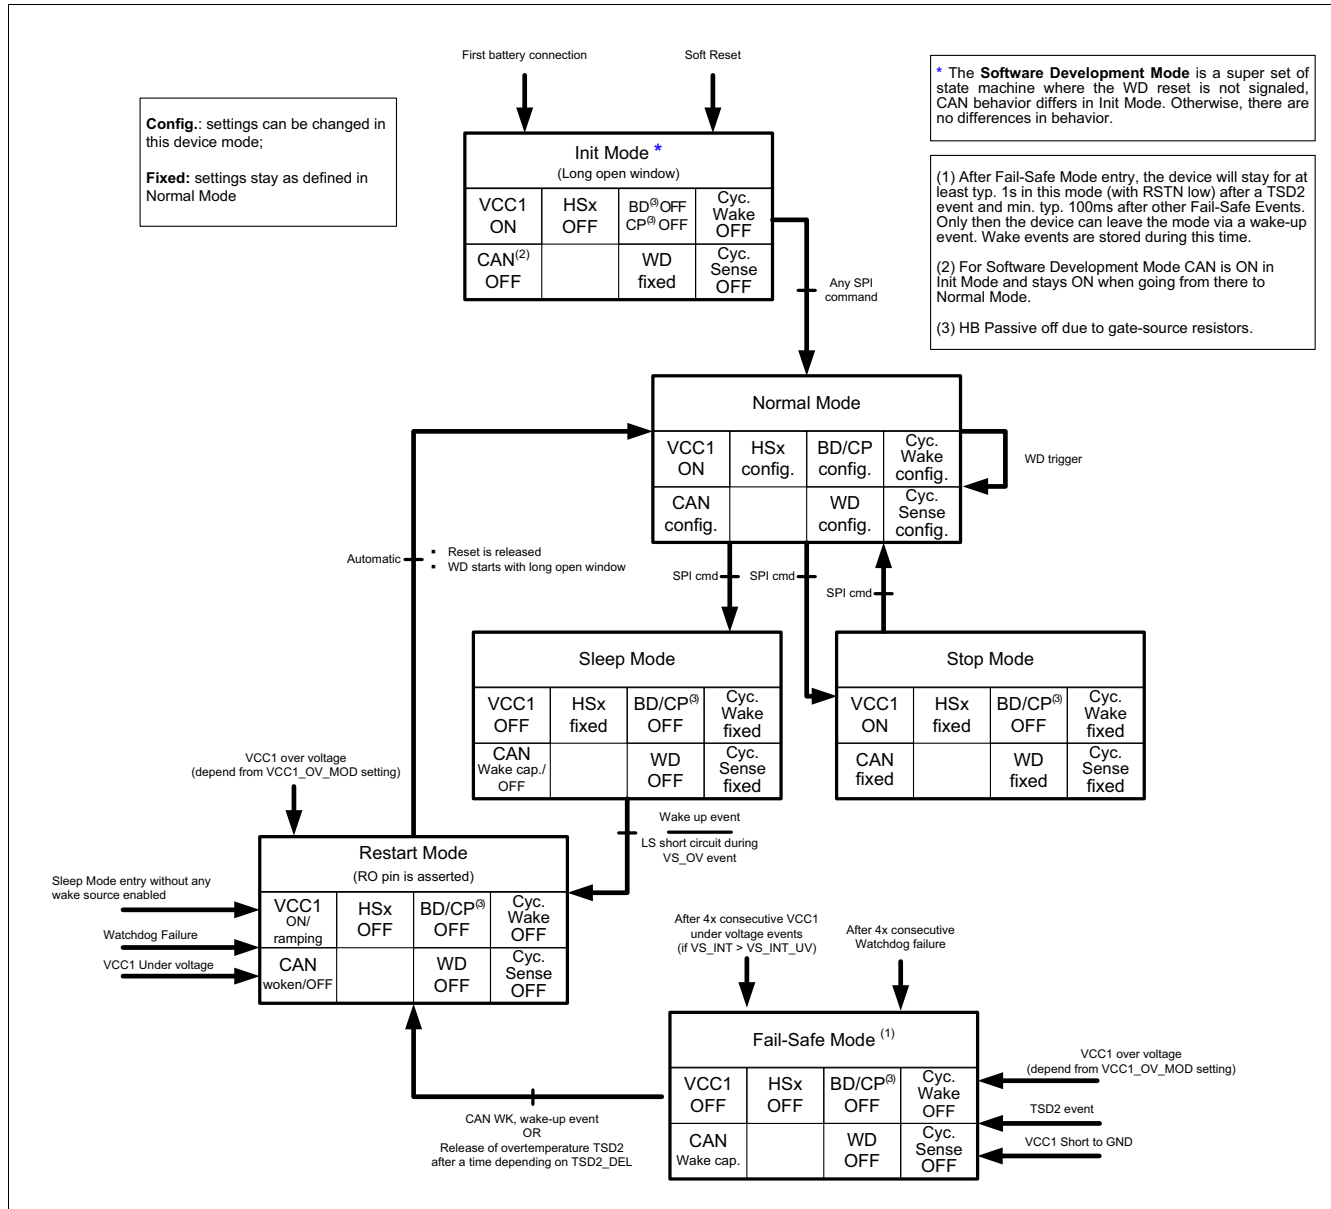 First battery connection
Soft Reset
Config.: settings can be changed in
this device mode;
Fixed: settings stay as defined in
Normal Mode
* The Software Development Mode is a super set of
state machine where the WD reset is not signaled,
CAN behavior differs in Init Mode. Otherwise, there are
no differences in behavior.
(1) After Fail-Safe Mode entry, the device will stay for at
least typ. 1s in this mode (with RSTN low) after a TSD2
event and min. typ. 100ms after other Fail-Safe Events.
Only then the device can leave the mode via a wake-up
event. Wake events are stored during this time.
(2) For Software Development Mode CAN is ON in
Init Mode and stays ON when going from there to
Normal Mode.
(3) HB Passive off due to gate-source resistors.
Init Mode *
(Long open window)
VCC1
ON
HSx
OFF
BD(3) OFF
CP(3) OFF
Cyc.
Wake
OFF
CAN(2)
OFF
WD
fixed
Cyc.
Sense
OFF
Any SPI
command
Normal Mode
VCC1
ON
HSx
config.
BD/CP
config.
Cyc.
Wake
config.
CAN
config.
WD
config.
Cyc.
Sense
config.
WD trigger
Automatic
▪ Reset is released
▪ WD starts with long open window
SPI cmd
SPI cmd
SPI cmd
Sleep Mode
VCC1
OFF
HSx
fixed
BD/CP(3)
OFF
Cyc.
Wake
fixed
CAN
Wake cap./
OFF
WD
OFF
Cyc.
Sense
fixed
Stop Mode
VCC1
ON
HSx
fixed
BD/CP(3)
OFF
Cyc.
Wake
fixed
CAN
fixed
WD
fixed
Cyc.
Sense
fixed
VCC1 over voltage
(depend from VCC1_OV_MOD setting)
Wake up event
LS short circuit during
VS_OV event
Restart Mode
(RO pin is asserted)
VCC1
ON/
ramping
HSx
OFF
BD/CP(3)
OFF
Cyc.
Wake
OFF
CAN
woken/OFF
WD
OFF
Cyc.
Sense
OFF
Sleep Mode entry without any
wake source enabled
Watchdog Failure
VCC1 Under voltage
After 4x consecutive VCC1
under voltage events
(if VS_INT > VS_INT_UV)
After 4x consecutive
Watchdog failure
Fail-Safe Mode (1)
VCC1
OFF
HSx
OFF
BD/CP(3)
OFF
Cyc.
Wake
OFF
CAN
Wake cap.
WD
OFF
Cyc.
Sense
OFF
VCC1 over voltage
(depend from VCC1_OV_MOD setting)
TSD2 event
VCC1 Short to GND
CAN WK, wake-up event
OR
Release of overtemperature TSD2
after a time depending on TSD2_DEL